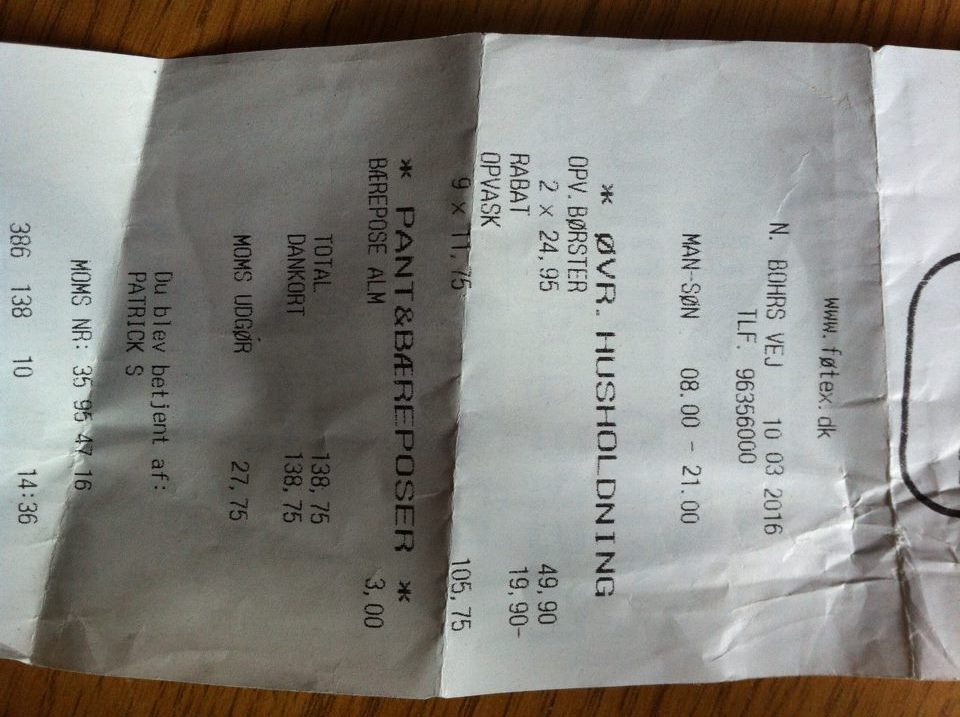 www.føtex.dk
N. BOHRS VEJ 10 03 2016
TLF. 96356000
MAN-SØN 08.00 - 21.00
* ØVR. HUSHOLDNING
OPV.BØRSTER
2 x 24,95 49,90
RABAT 19,90-
OPVASK
9 x 11,75 105,75
* PANT&BÆREPOSER *
BÆREPOSE ALM 3,00
TOTAL 138,75
DANKORT 138,75
MOMS UDGØR 27,75
Du blev betjent af:
PATRICK S
MOMS NR: 35 95 47 16
386 138 10 14:36